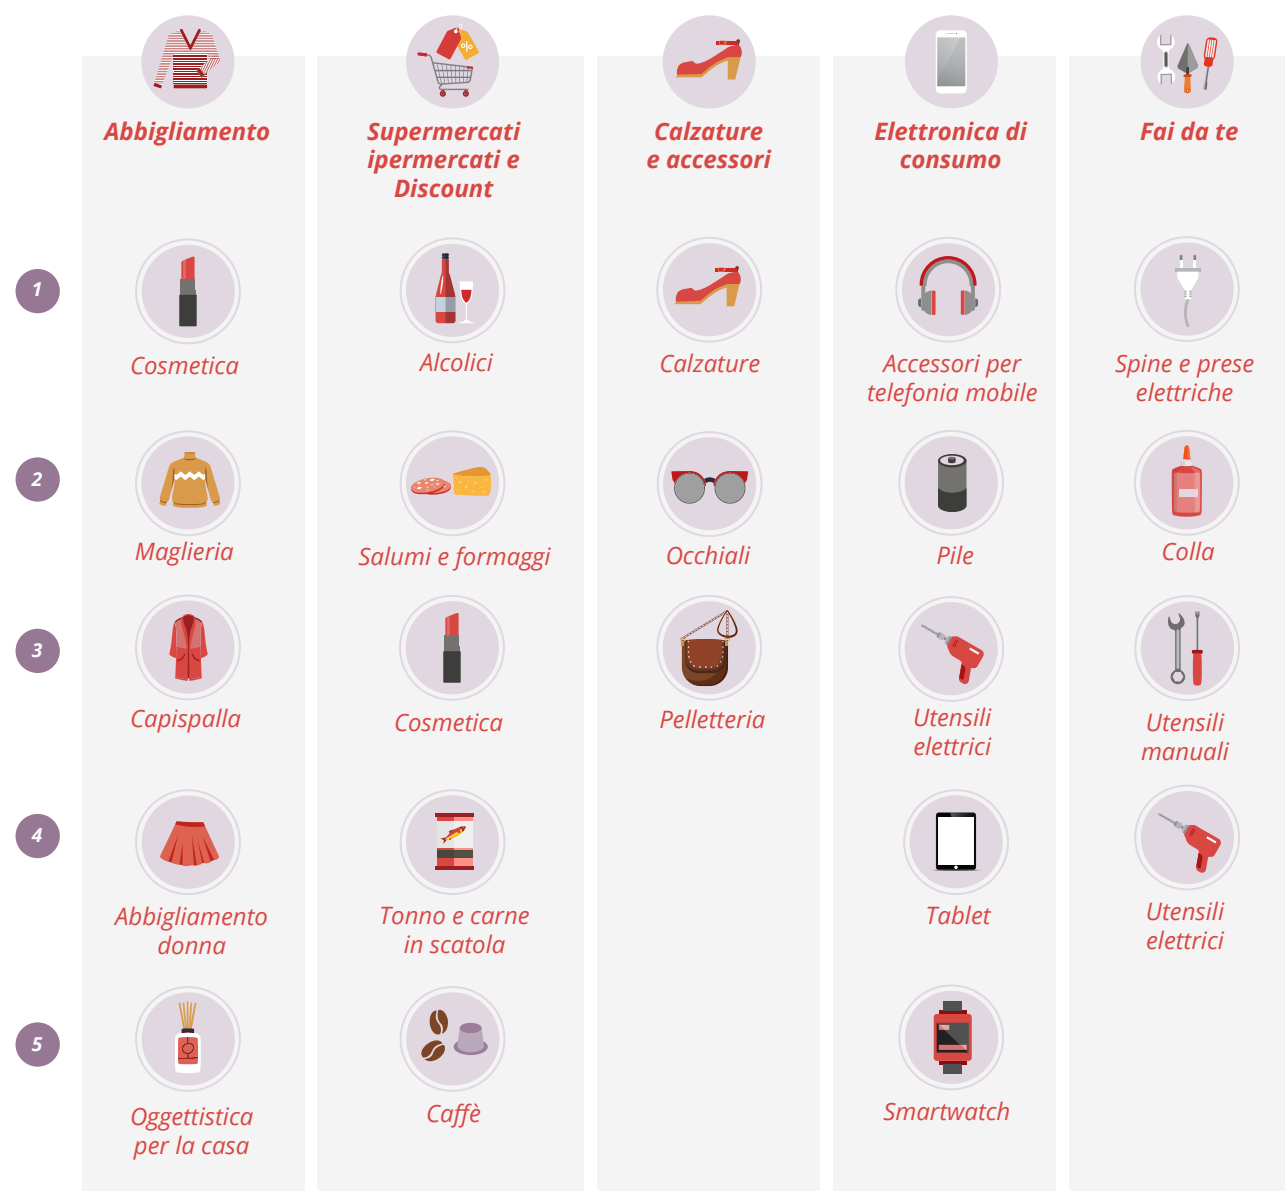 %
Abbigliamento
Supermercati
ipermercati e
Discount
Calzature
e accessori
Elettronica di
consumo
Fai da te
1
Cosmetica
Alcolici
Calzature
Accessori per
telefonia mobile
Spine e prese
elettriche
2
Maglieria
Salumi e formaggi
Occhiali
Pile
Colla
3
Capispalla
Cosmetica
Pelletteria
Utensili
elettrici
Utensili
manuali
4
Abbigliamento
donna
Tonno e carne
in scatola
Tablet
Utensili
elettrici
5
Oggettistica
per la casa
Caffè
Smartwatch